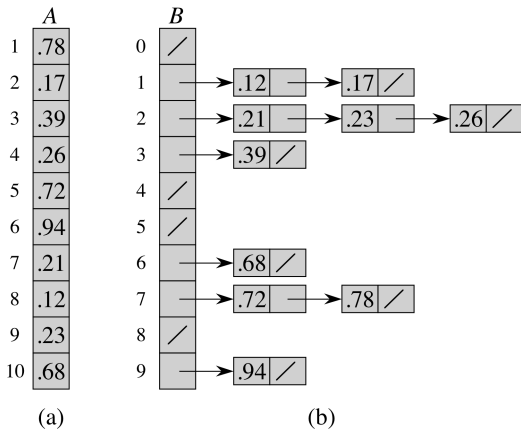 A B
1 .78 0
2 .17 1 .12 .17
3 .39 2 .21 .23 .26
4 .26 3 .39
5 .72 4
6 .94 5
7 .21 6 .68
8 .12 7 .72 .78
9 .23 8
10 .68 9 .94
(a) (b)